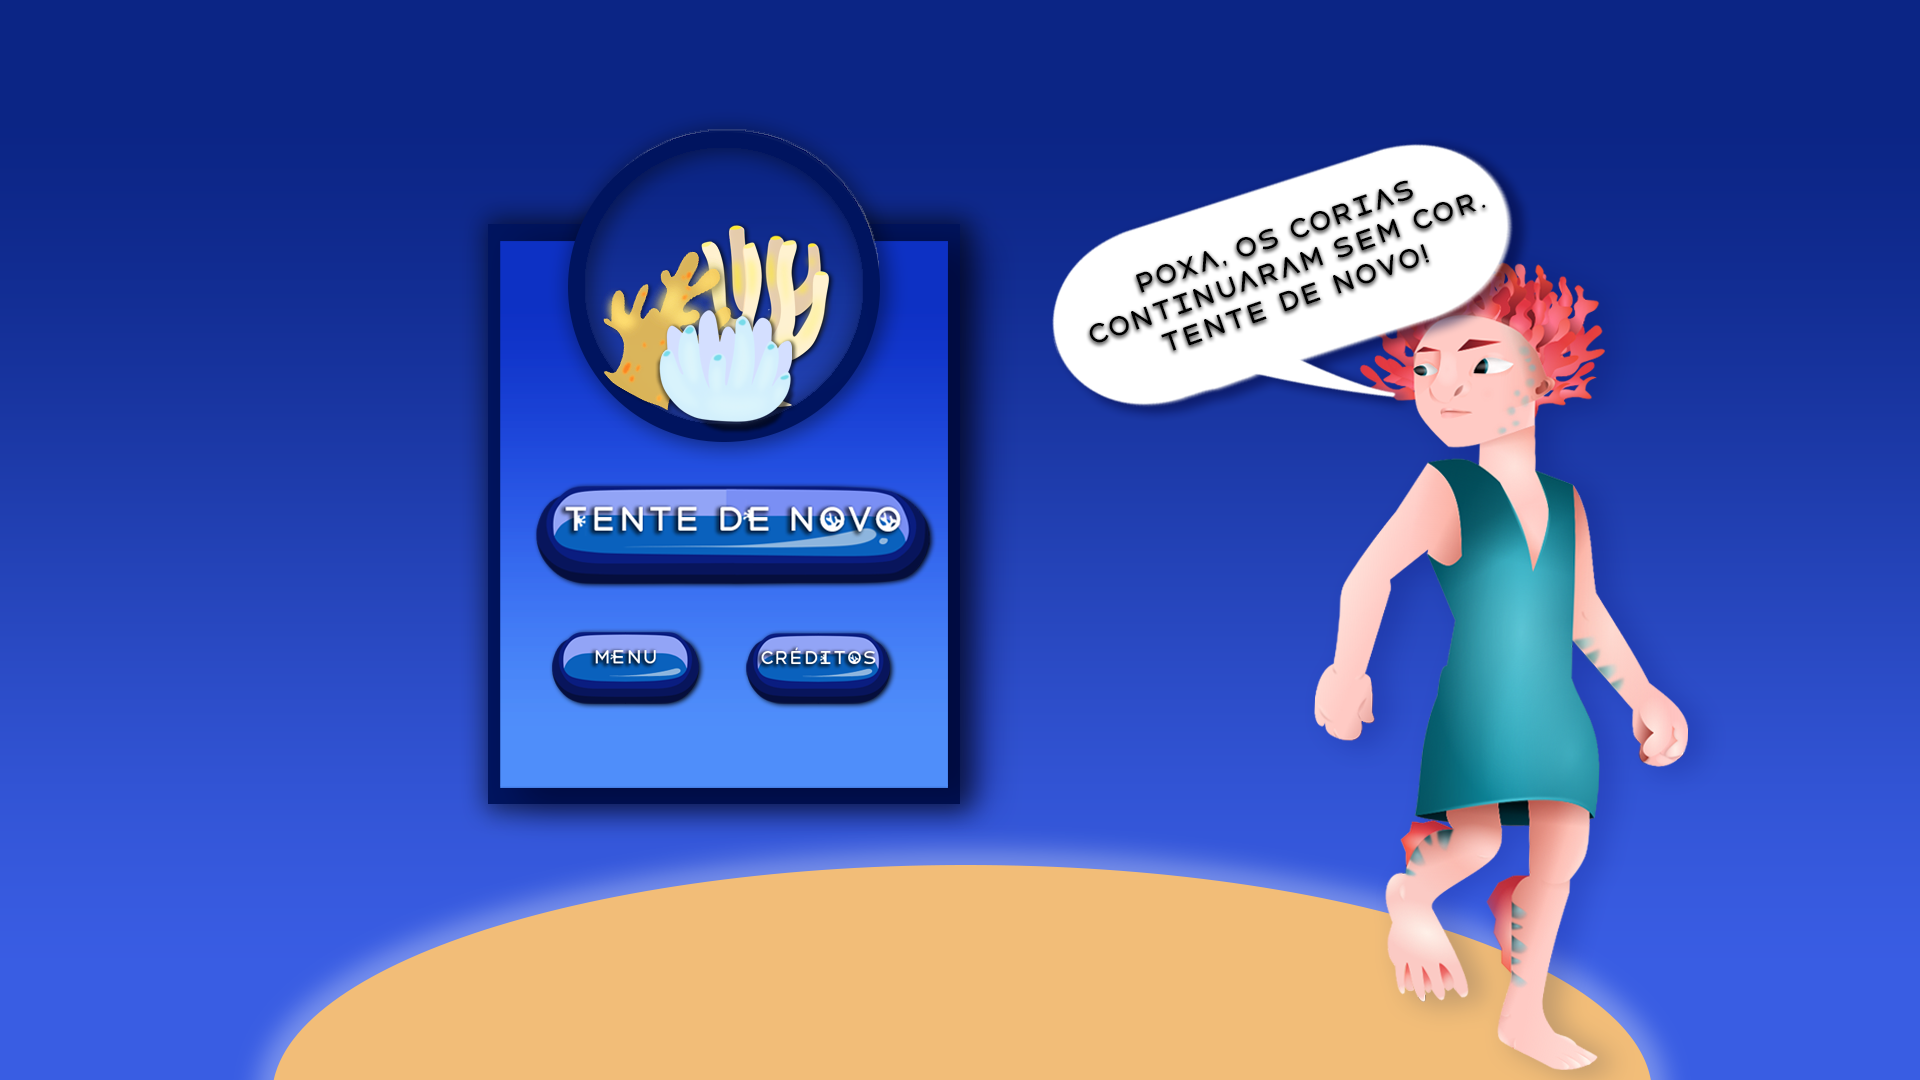 POXA, OS CORIAS
CONTINUARAM SEM COR.
TENTE DE NOVO!
TENTE DE NOVO
MENU
CRÉDITOS